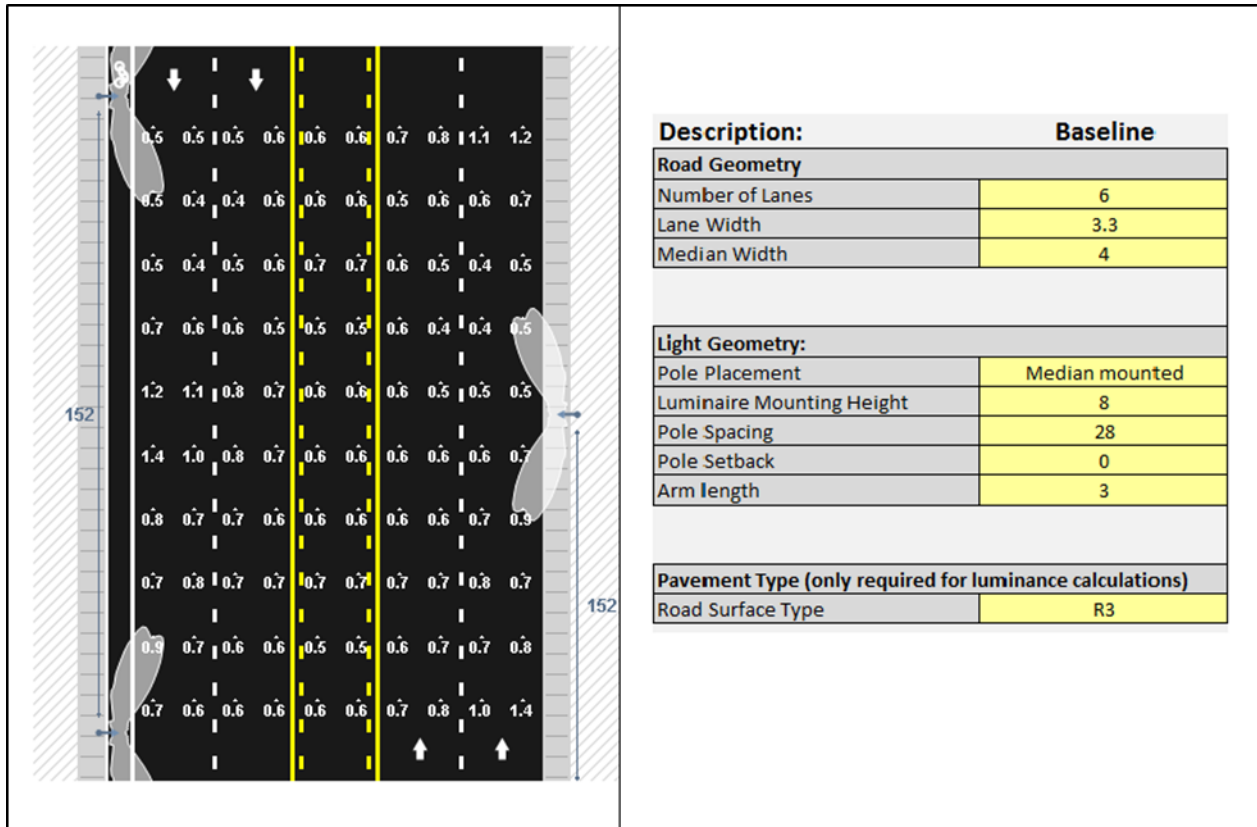 0.5 0.5 0.5 0.6 0.6 0.6 0.7 0.8 1.1 1.2
0.5 0.4 0.4 0.6 0.6 0.6 0.5 0.6 0.6 0.7
0.5 0.4 0.5 0.6 0.7 0.7 0.6 0.5 0.4 0.5
0.7 0.6 0.6 0.5 0.5 0.5 0.6 0.4 0.4 0.5
1.2 1.1 0.8 0.7 0.6 0.6 0.6 0.5 0.5 0.5
152
1.4 1.0 0.8 0.7 0.6 0.6 0.6 0.6 0.6 0.7
0.8 0.7 0.7 0.6 0.6 0.6 0.6 0.6 0.7 0.9
0.7 0.8 0.7 0.7 0.7 0.7 0.7 0.7 0.8 0.7
152
0.9 0.7 0.6 0.6 0.5 0.5 0.6 0.7 0.7 0.8
0.7 0.6 0.6 0.6 0.6 0.6 0.7 0.8 1.0 1.4
Description: Baseline
Road Geometry
Number of Lanes 6
Lane Width 3.3
Median Width 4
Light Geometry:
Pole Placement Median mounted
Luminaire Mounting Height 8
Pole Spacing 28
Pole Setback 0
Arm length 3
Pavement Type (only required for luminance calculations)
Road Surface Type R3